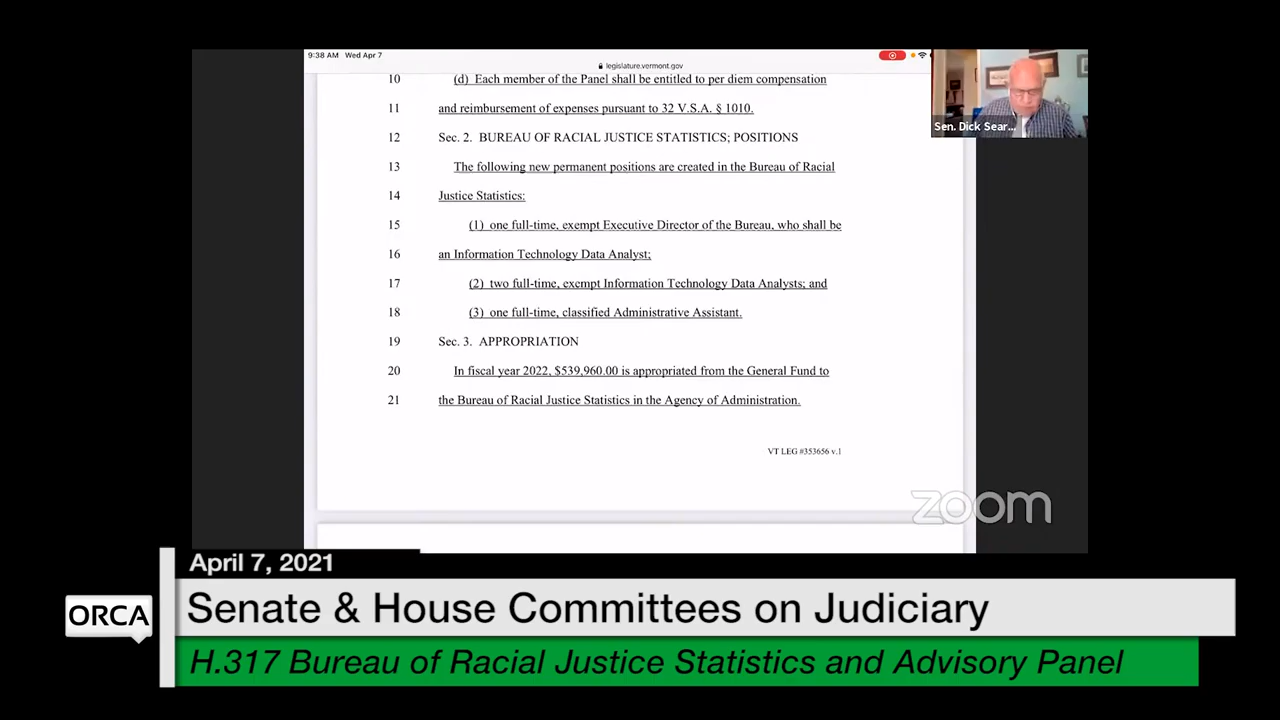 9:38 AM Wed Apr 7
legislature.vermont.gov
10 (d) Each member of the Panel shall be entitled to per diem compensation
11 and reimbursement of expenses pursuant to 32 V.S.A. § 1010.
12 Sec. 2. BUREAU OF RACIAL JUSTICE STATISTICS; POSITIONS
13 The following new permanent positions are created in the Bureau of Racial
14 Justice Statistics:
15 (1) one full-time, exempt Executive Director of the Bureau, who shall be
16 an Information Technology Data Analyst;
17 (2) two full-time, exempt Information Technology Data Analysts; and
18 (3) one full-time, classified Administrative Assistant.
19 Sec. 3. APPROPRIATION
20 In fiscal year 2022, $539,960.00 is appropriated from the General Fund to
21 the Bureau of Racial Justice Statistics in the Agency of Administration.
VT LEG #353656 v.1
Sen. Dick Sear...
zoom
April 7, 2021
ORCA
Senate & House Committees on Judiciary
H.317 Bureau of Racial Justice Statistics and Advisory Panel